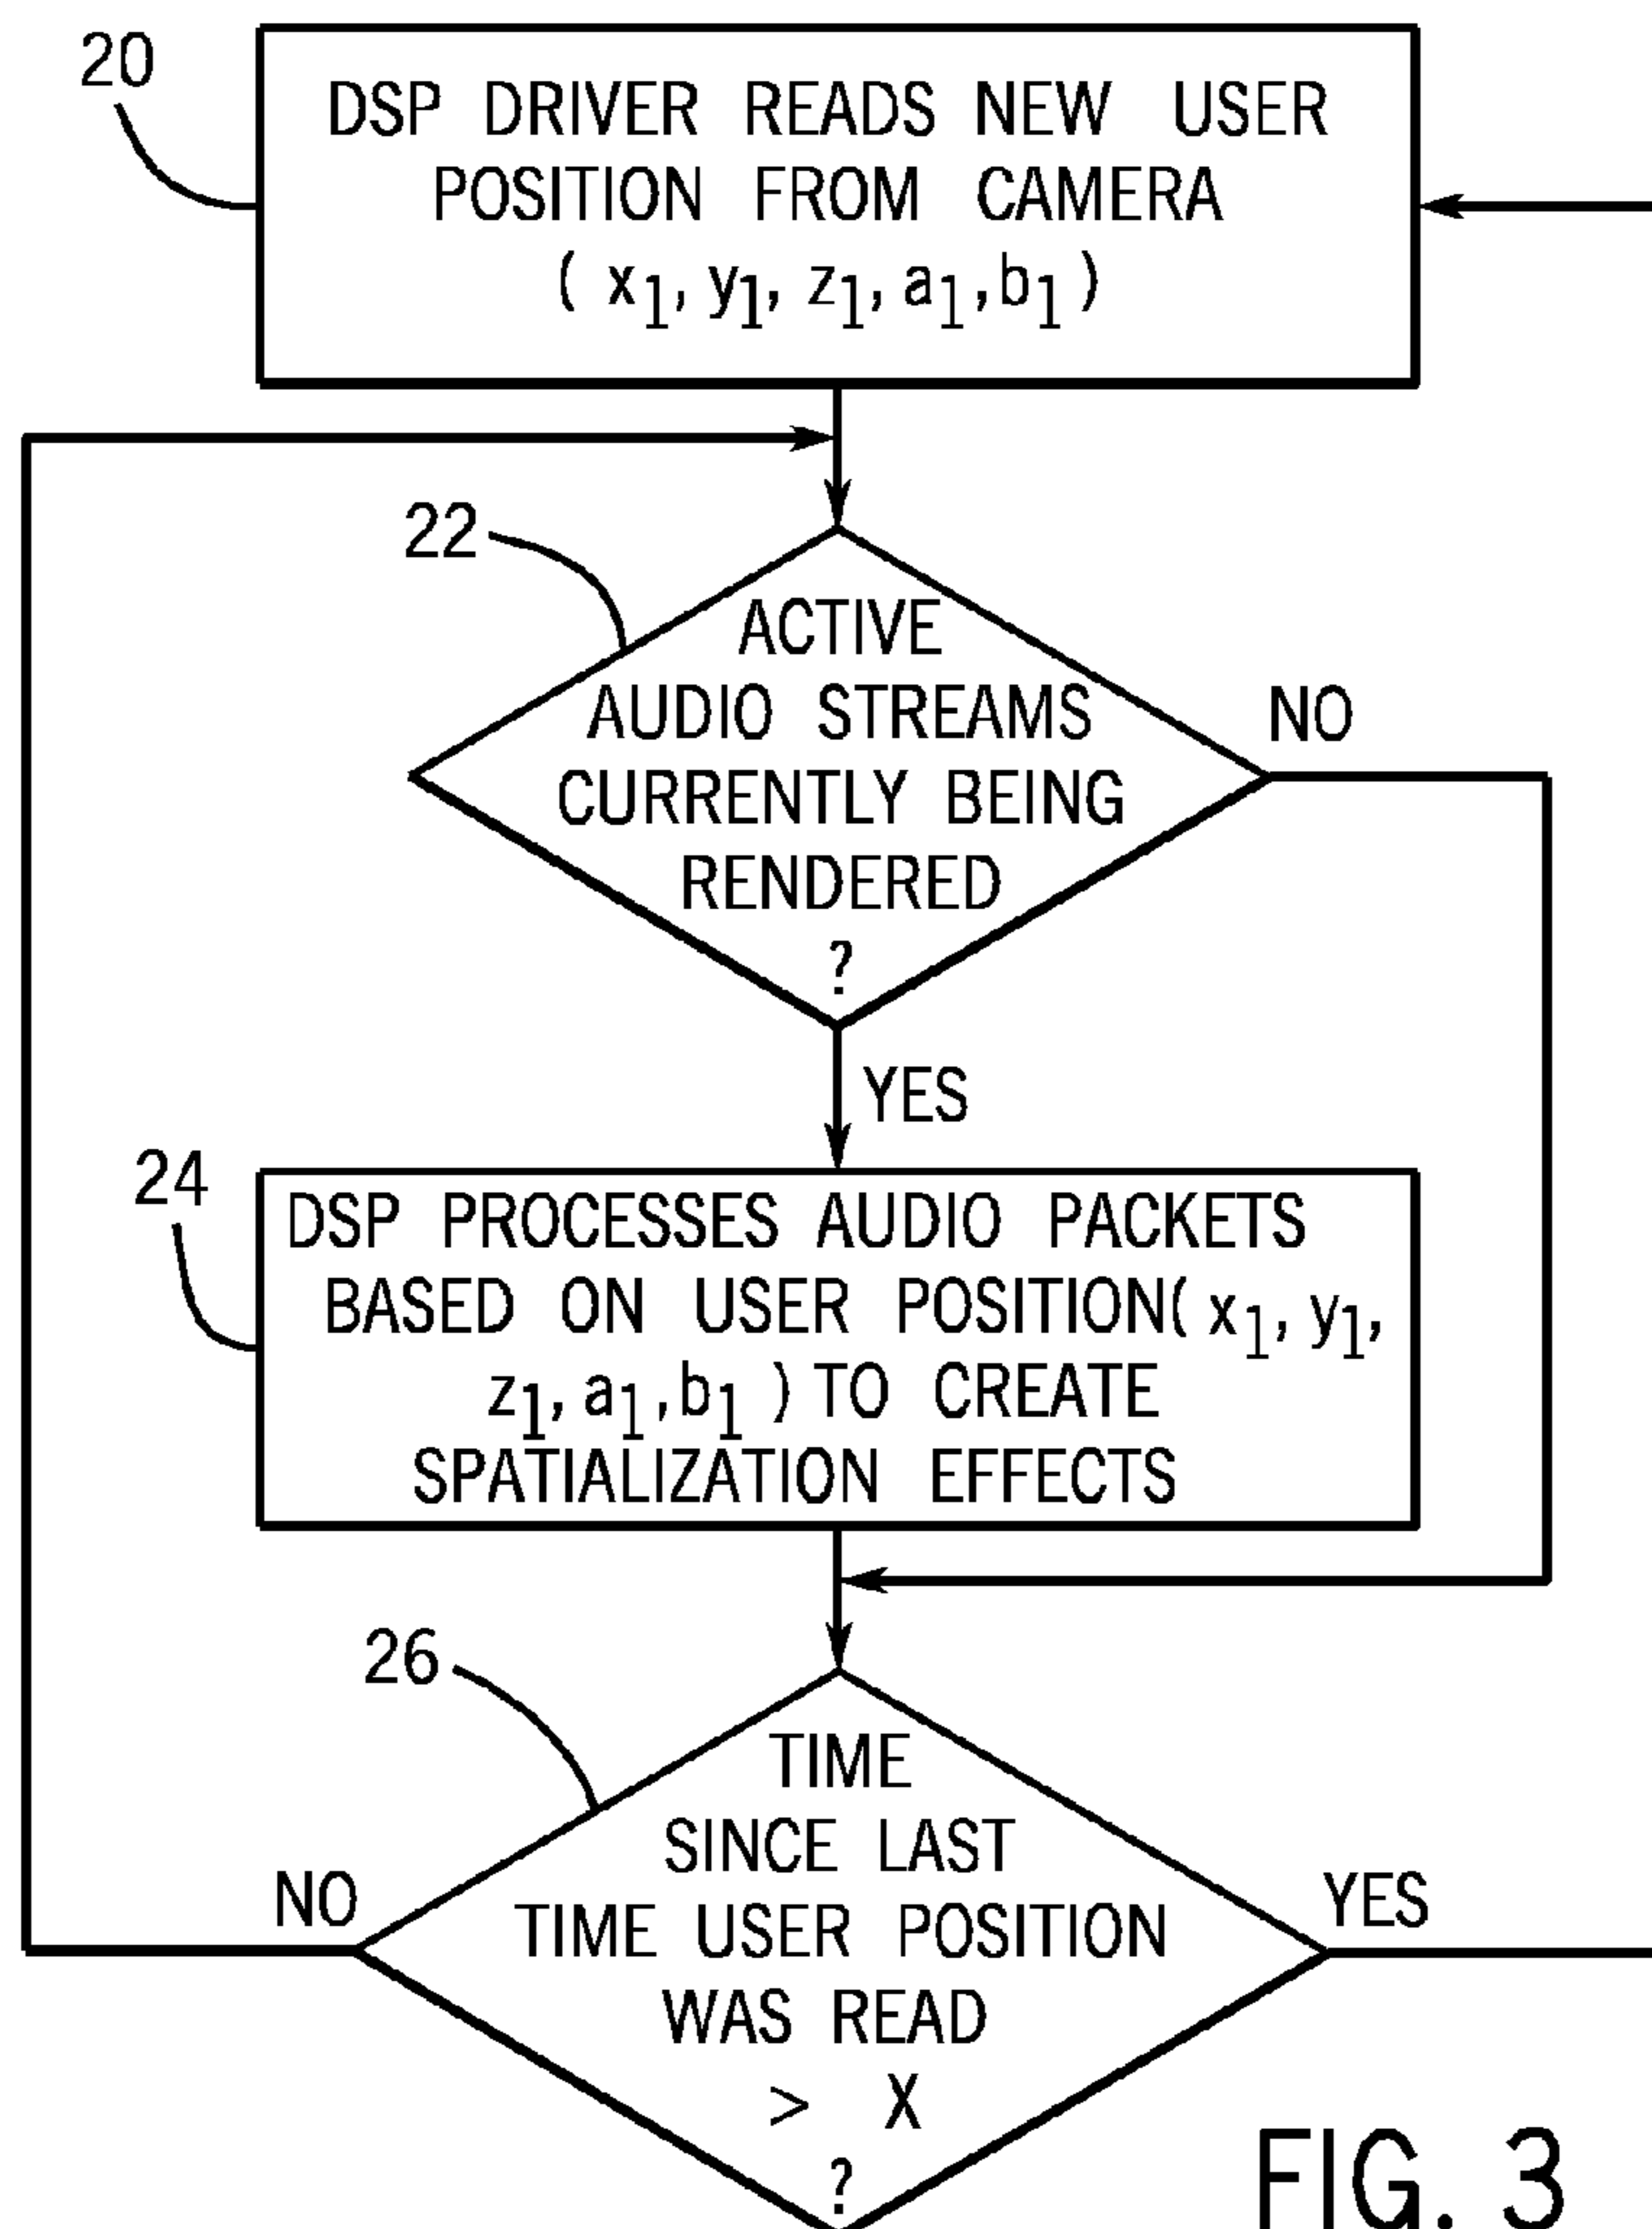 20
DSP DRIVER READS NEW USER
POSITION FROM CAMERA
( x₁, y₁, z₁, a₁, b₁ )
22
ACTIVE
AUDIO STREAMS
CURRENTLY BEING
RENDERED
?
NO
YES
24
DSP PROCESSES AUDIO PACKETS
BASED ON USER POSITION( x₁, y₁,
z₁, a₁, b₁ ) TO CREATE
SPATIALIZATION EFFECTS
26
TIME
SINCE LAST
TIME USER POSITION
WAS READ
> X
?
NO
YES
FIG. 3